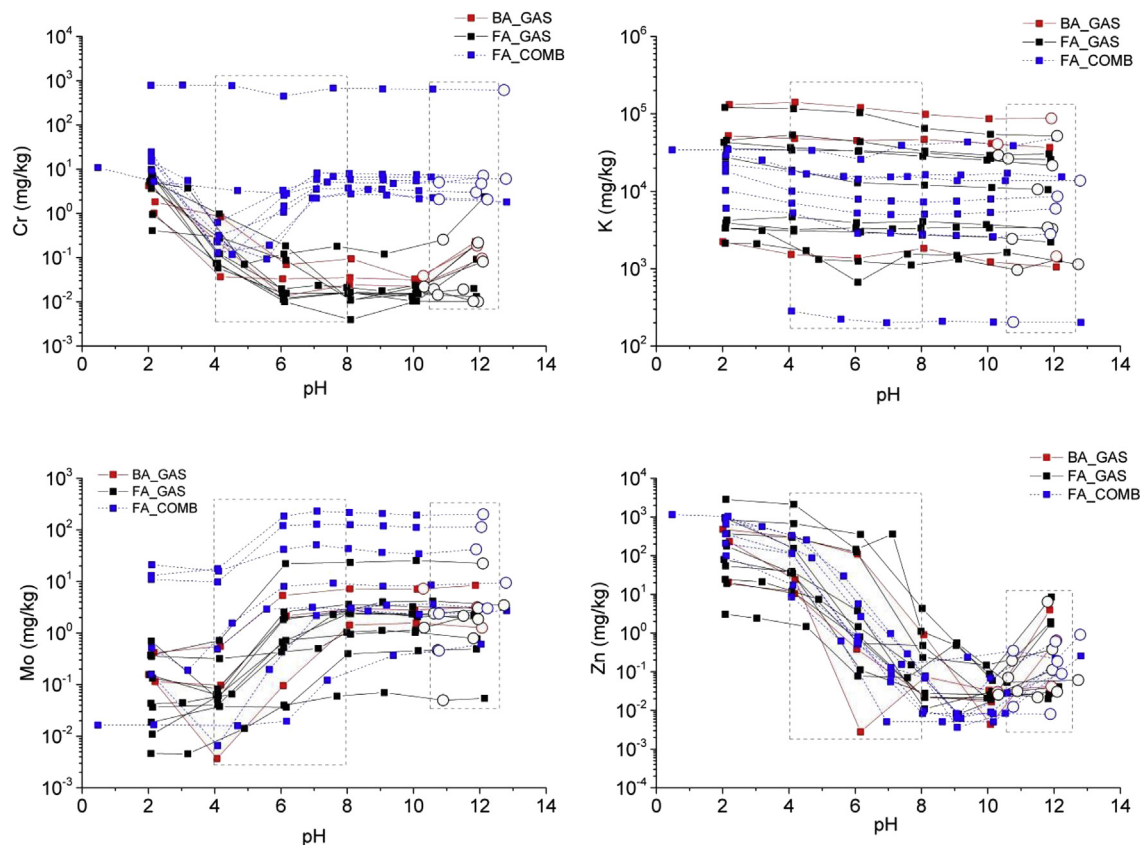 BA_GAS
FA_GAS
FA_COMB
Cr (mg/kg)
10⁴
10³
10²
10¹
10⁰
10⁻¹
10⁻²
10⁻³
0 2 4 6 8 10 12 14
pH
BA_GAS
FA_GAS
FA_COMB
K (mg/kg)
10⁶
10⁵
10⁴
10³
10²
0 2 4 6 8 10 12 14
pH
BA_GAS
FA_GAS
FA_COMB
Mo (mg/kg)
10³
10²
10¹
10⁰
10⁻¹
10⁻²
10⁻³
0 2 4 6 8 10 12 14
pH
BA_GAS
FA_GAS
FA_COMB
Zn (mg/kg)
10⁴
10³
10²
10¹
10⁰
10⁻¹
10⁻²
10⁻³
10⁻⁴
0 2 4 6 8 10 12 14
pH